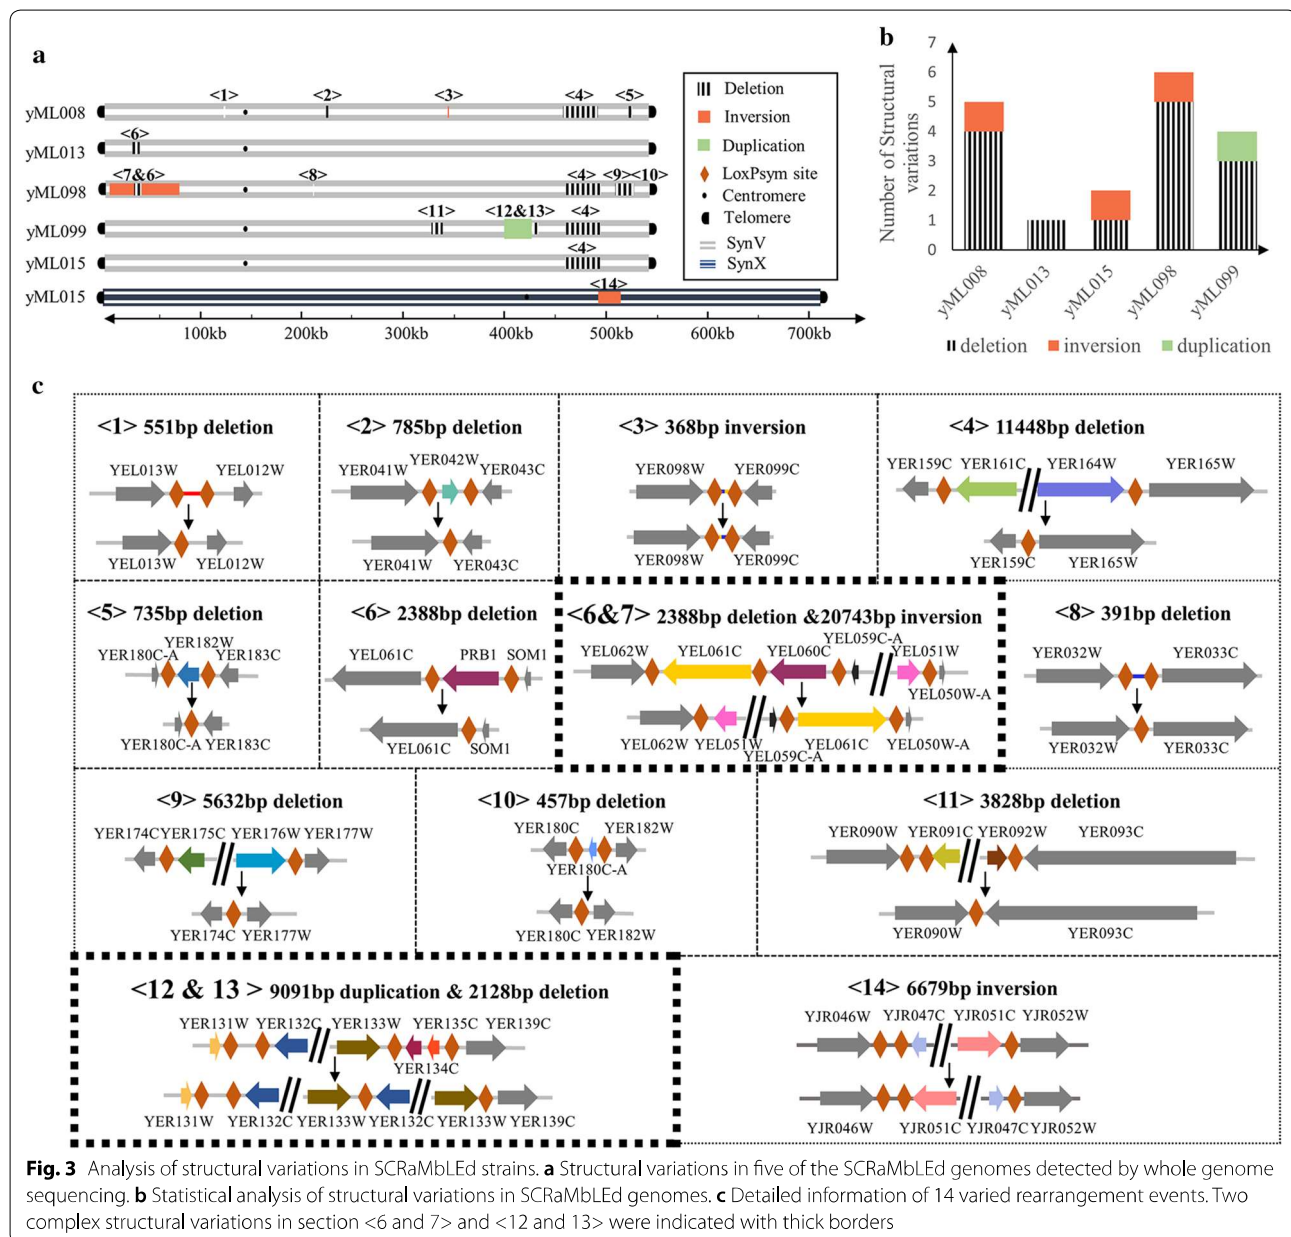 a
<1> <2> <3> <4> <5>
yML008
<6>
yML013
<7&6> <8> <4> <9> <10>
yML098
<11> <12&13> <4>
yML099
<4>
yML015
<14>
yML015
100kb 200kb 300kb 400kb 500kb 600kb 700kb
Deletion
Inversion
Duplication
LoxPsym site
Centromere
Telomere
SynV
SynX
b
Number of Structural
variations
7
6
5
4
3
2
1
0
yML008 yML013 yML015 yML098 yML099
deletion inversion duplication
c
<1> 551bp deletion
YEL013W YEL012W
YEL013W YEL012W
<2> 785bp deletion
YER042W
YER041W YER043C
YER041W YER043C
<3> 368bp inversion
YER098W YER099C
YER098W YER099C
<4> 11448bp deletion
YER159C YER161C YER164W YER165W
YER159C YER165W
<5> 735bp deletion
YER182W
YER180C-A YER183C
YER180C-A YER183C
<6> 2388bp deletion
YEL061C PRB1 SOM1
YEL061C SOM1
<6&7> 2388bp deletion &20743bp inversion
YEL059C-A
YEL062W YEL061C YEL060C YEL051W
YEL050W-A
YEL062W YEL051W YEL061C YEL050W-A
YEL059C-A
<8> 391bp deletion
YER032W YER033C
YER032W YER033C
<9> 5632bp deletion
YER174C YER175C YER176W YER177W
YER174C YER177W
<10> 457bp deletion
YER180C YER182W
YER180C-A
YER180C YER182W
<11> 3828bp deletion
YER090W YER091C YER092W YER093C
YER090W YER093C
<12 & 13 > 9091bp duplication & 2128bp deletion
YER131W YER132C YER133W YER135C YER139C
YER134C
YER131W YER132C YER133W YER132C YER133W YER139C
<14> 6679bp inversion
YJR046W YJR047C YJR051C YJR052W
YJR046W YJR051C YJR047C YJR052W
Fig. 3 Analysis of structural variations in SCRaMbLEd strains. a Structural variations in five of the SCRaMbLEd genomes detected by whole genome
sequencing. b Statistical analysis of structural variations in SCRaMbLEd genomes. c Detailed information of 14 varied rearrangement events. Two
complex structural variations in section <6 and 7> and <12 and 13> were indicated with thick borders